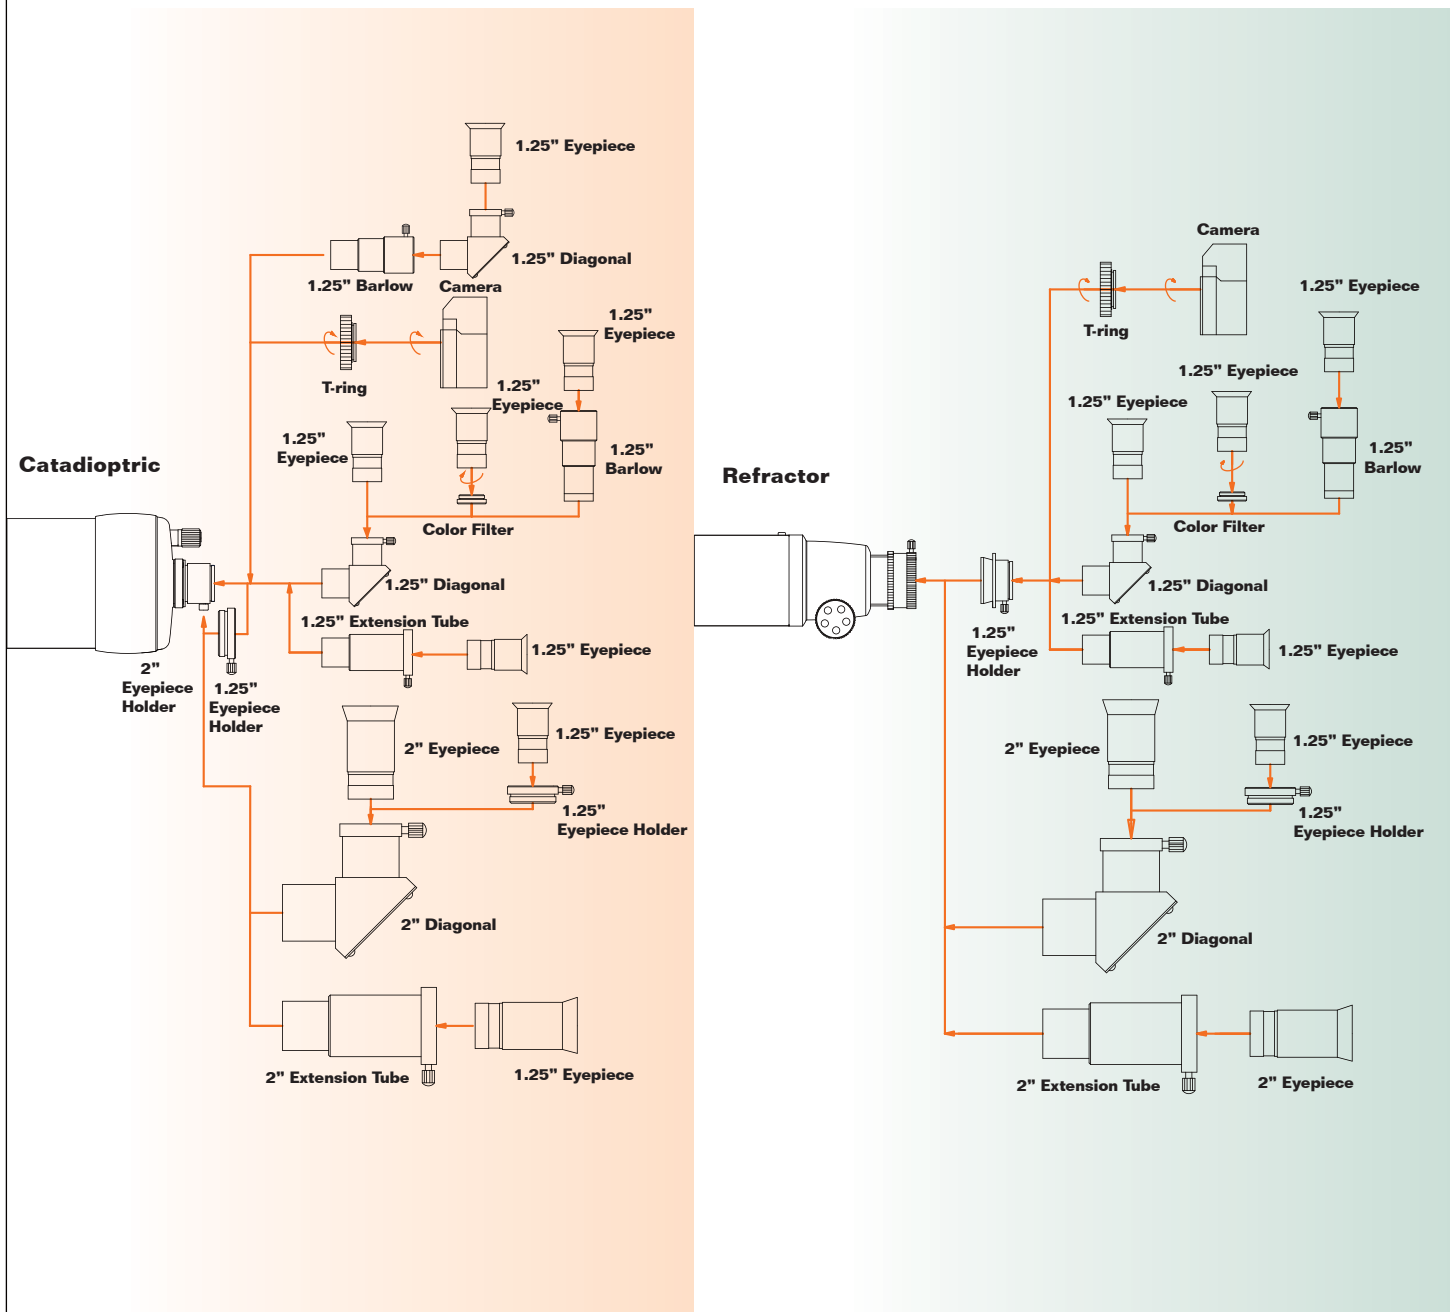 1.25" Eyepiece
1.25" Diagonal
1.25" Barlow
Camera
1.25"
Eyepiece
T-ring
1.25"
Eyepiece
1.25"
Eyepiece
1.25"
Barlow
Catadioptric
Color Filter
1.25" Diagonal
1.25" Extension Tube
1.25" Eyepiece
2"
Eyepiece
Holder
1.25"
Eyepiece
Holder
2" Eyepiece
1.25" Eyepiece
1.25"
Eyepiece Holder
2" Diagonal
2" Extension Tube
1.25" Eyepiece
Camera
T-ring
1.25" Eyepiece
1.25" Eyepiece
1.25" Eyepiece
1.25"
Barlow
Refractor
Color Filter
1.25" Diagonal
1.25" Extension Tube
1.25"
Eyepiece
Holder
1.25" Eyepiece
2" Eyepiece
1.25" Eyepiece
1.25"
Eyepiece Holder
2" Diagonal
2" Extension Tube
2" Eyepiece